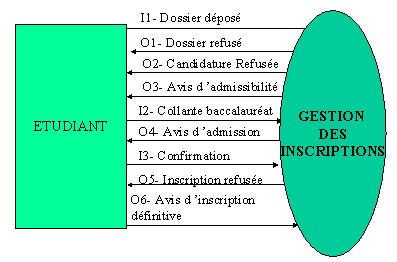 I1- Dossier déposé
O1- Dossier refusé
O2- Candidature Refusée
O3- Avis d 'admissibilité
I2- Collante baccalauréat
O4- Avis d 'admission
I3- Confirmation
O5- Inscription refusée
O6- Avis d 'inscription
définitive
ETUDIANT
GESTION
DES
INSCRIPTIONS